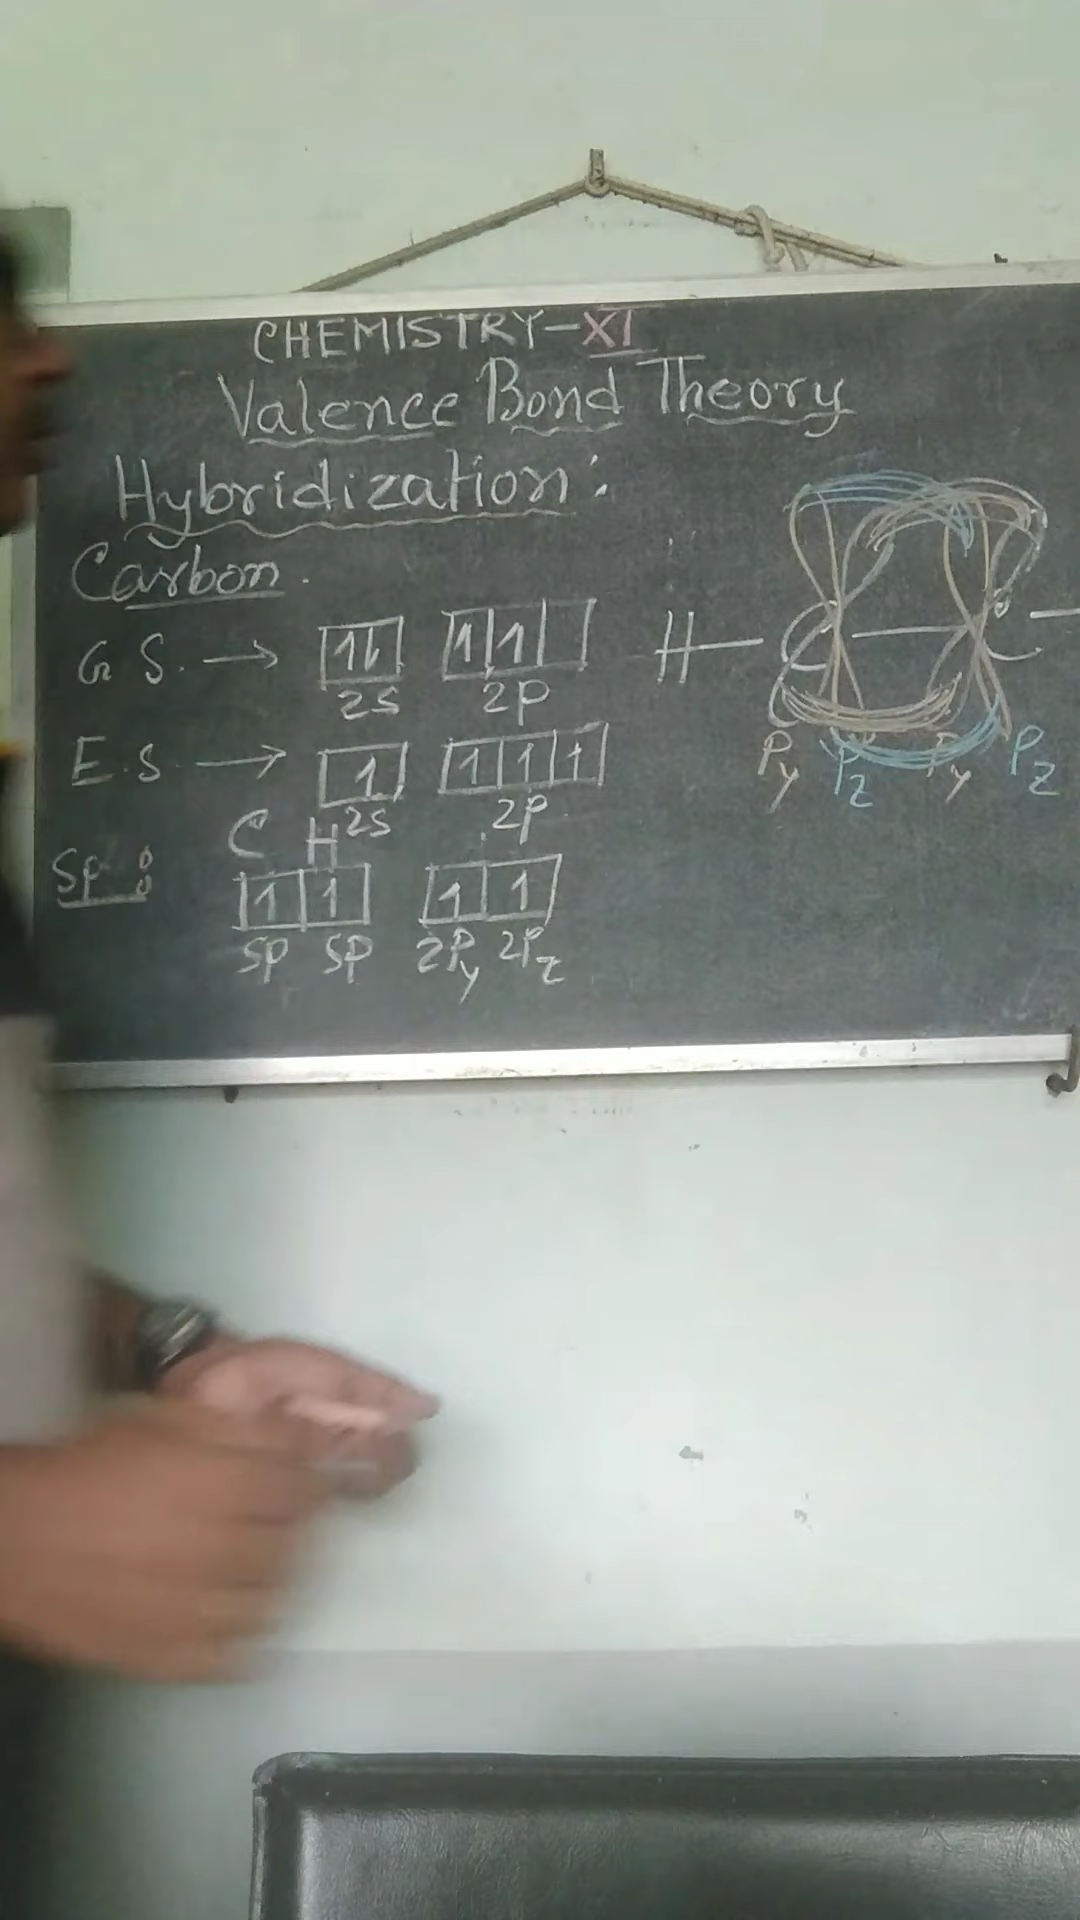 CHEMISTRY-XI
Valence Bond Theory
Hybridization:
Carbon.
G.S. → 1⇂ 1 1
2s 2p
H— C — C —
E.S. → 1 1 1 1
2s 2p
Py Pz Py Pz
C H
Sp : 1 1 1 1
sp sp 2Py 2Pz